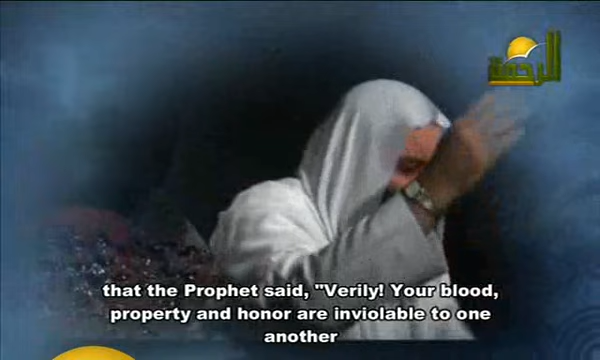 الرحمة
that the Prophet said, "Verily! Your blood,
property and honor are inviolable to one
another